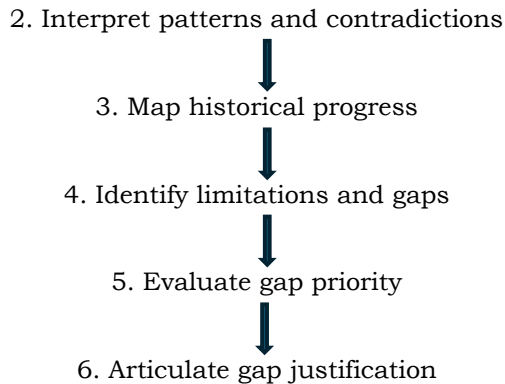 2. Interpret patterns and contradictions
3. Map historical progress
4. Identify limitations and gaps
5. Evaluate gap priority
6. Articulate gap justification